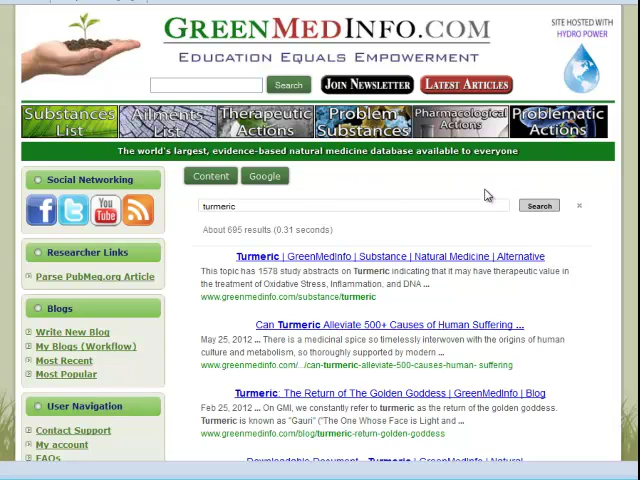 GREENMEDINFO.COM
EDUCATION EQUALS EMPOWERMENT
SITE HOSTED WITH
HYDRO POWER
Search
JOIN NEWSLETTER
LATEST ARTICLES
Substances List
Ailments List
Therapeutic Actions
Problem Substances
Pharmacological Actions
Problematic Actions
The world's largest, evidence-based natural medicine database available to everyone
Social Networking
You Tube
Researcher Links
Parse PubMeg.org Article
Blogs
Write New Blog
My Blogs (Workflow)
Most Recent
Most Popular
User Navigation
Contact Support
My account
FAQs
Content
Google
turmeric
Search
×
About 695 results (0.31 seconds)
Turmeric | GreenMedInfo | Substance | Natural Medicine | Alternative
This topic has 1578 study abstracts on Turmeric indicating that it may have therapeutic value in
the treatment of Oxidative Stress, Inflammation, and DNA ...
www.greenmedinfo.com/substance/turmeric
Can Turmeric Alleviate 500+ Causes of Human Suffering ...
May 25, 2012 ... There is a medicinal spice so timelessly interwoven with the origins of human
culture and metabolism, so thoroughly supported by modern ...
www.greenmedinfo.com/.../can-turmeric-alleviate-500-causes-human- suffering
Turmeric: The Return of The Golden Goddess | GreenMedInfo | Blog
Feb 25, 2012 ... On GMI, we constantly refer to turmeric as the return of the golden goddess.
Turmeric is known as "Gauri" ("The One Whose Face is Light and ...
www.greenmedinfo.com/blog/turmeric-return-golden-goddess
Downloadable Document - Turmeric | GreenMedInfo | Natural